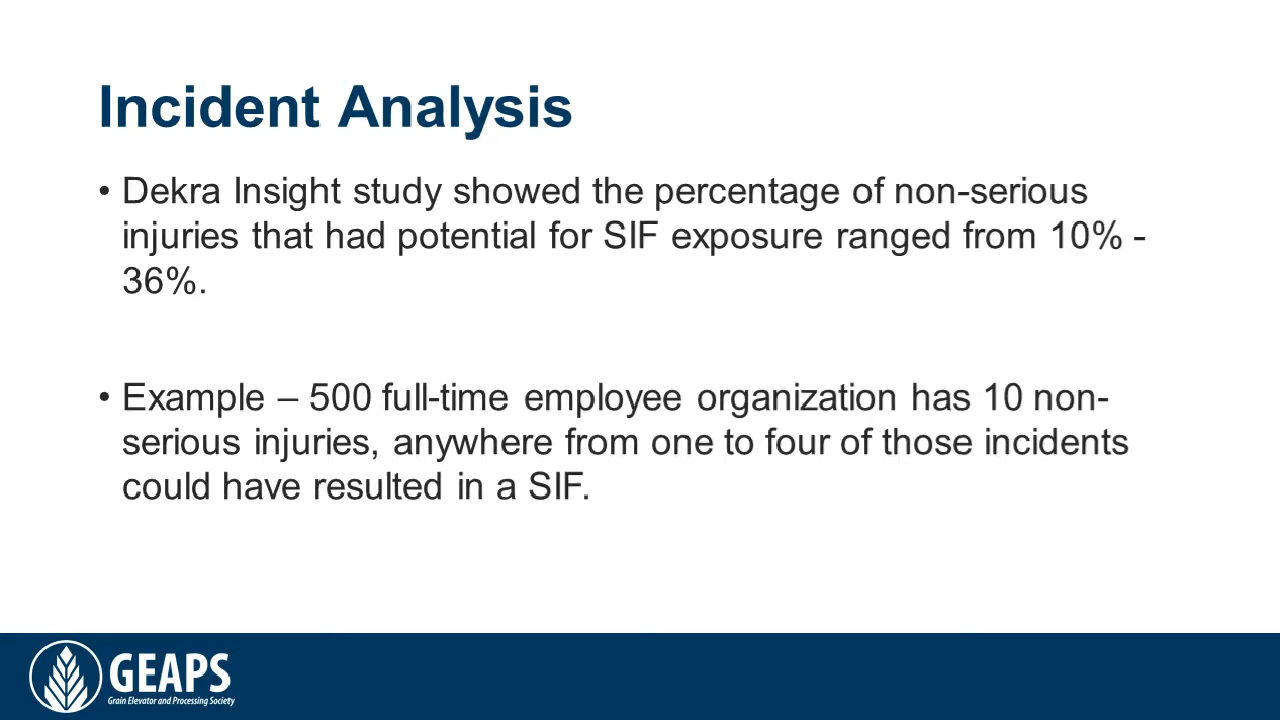 Incident Analysis
• Dekra Insight study showed the percentage of non-serious
injuries that had potential for SIF exposure ranged from 10% -
36%.
• Example – 500 full-time employee organization has 10 non-
serious injuries, anywhere from one to four of those incidents
could have resulted in a SIF.
GEAPS
Grain Elevator and Processing Society